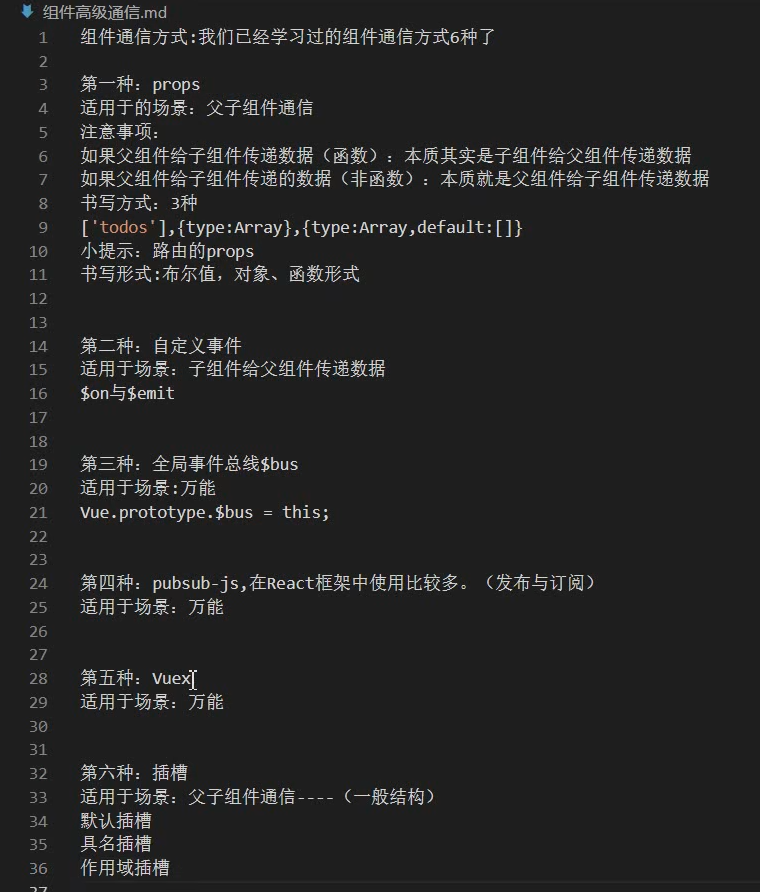 组件高级通信.md
1 组件通信方式:我们已经学习过的组件通信方式6种了
2
3 第一种: props
4 适用于的场景: 父子组件通信
5 注意事项:
6 如果父组件给子组件传递数据（函数）: 本质其实是子组件给父组件传递数据
7 如果父组件给子组件传递的数据（非函数）: 本质就是父组件给子组件传递数据
8 书写方式: 3种
9 ['todos'],{type:Array},{type:Array,default:[]}
10 小提示: 路由的props
11 书写形式:布尔值，对象、函数形式
12
13
14 第二种: 自定义事件
15 适用于场景: 子组件给父组件传递数据
16 $on与$emit
17
18
19 第三种: 全局事件总线$bus
20 适用于场景:万能
21 Vue.prototype.$bus = this;
22
23
24 第四种: pubsub-js,在React框架中使用比较多。（发布与订阅）
25 适用于场景: 万能
26
27
28 第五种: Vuex
29 适用于场景: 万能
30
31
32 第六种: 插槽
33 适用于场景: 父子组件通信----（一般结构）
34 默认插槽
35 具名插槽
36 作用域插槽
37